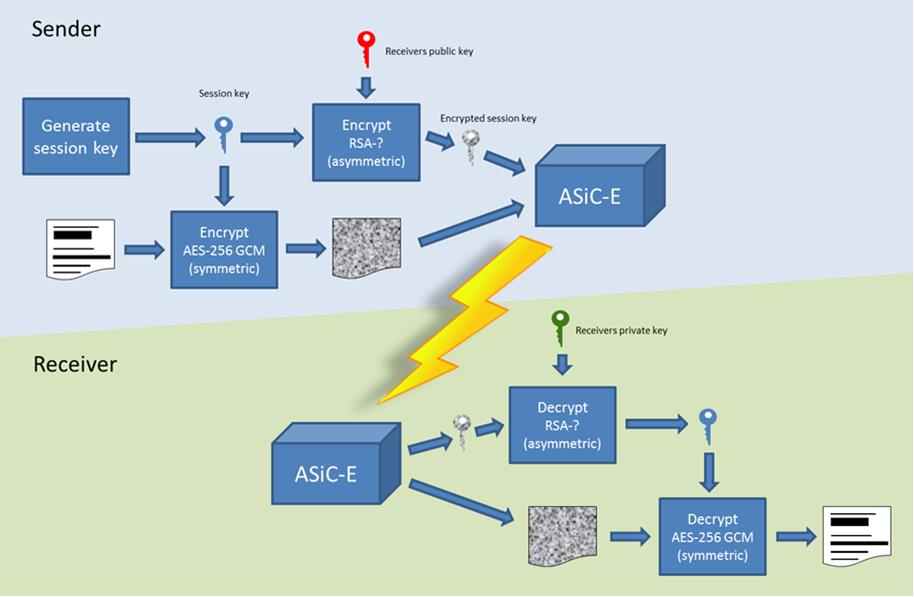 Sender
Receivers public key
Session key
Generate
session key
Encrypt
RSA-?
(asymmetric)
Encrypted session key
ASiC-E
Encrypt
AES-256 GCM
(symmetric)
Receivers private key
Receiver
Decrypt
RSA-?
(asymmetric)
ASiC-E
Decrypt
AES-256 GCM
(symmetric)